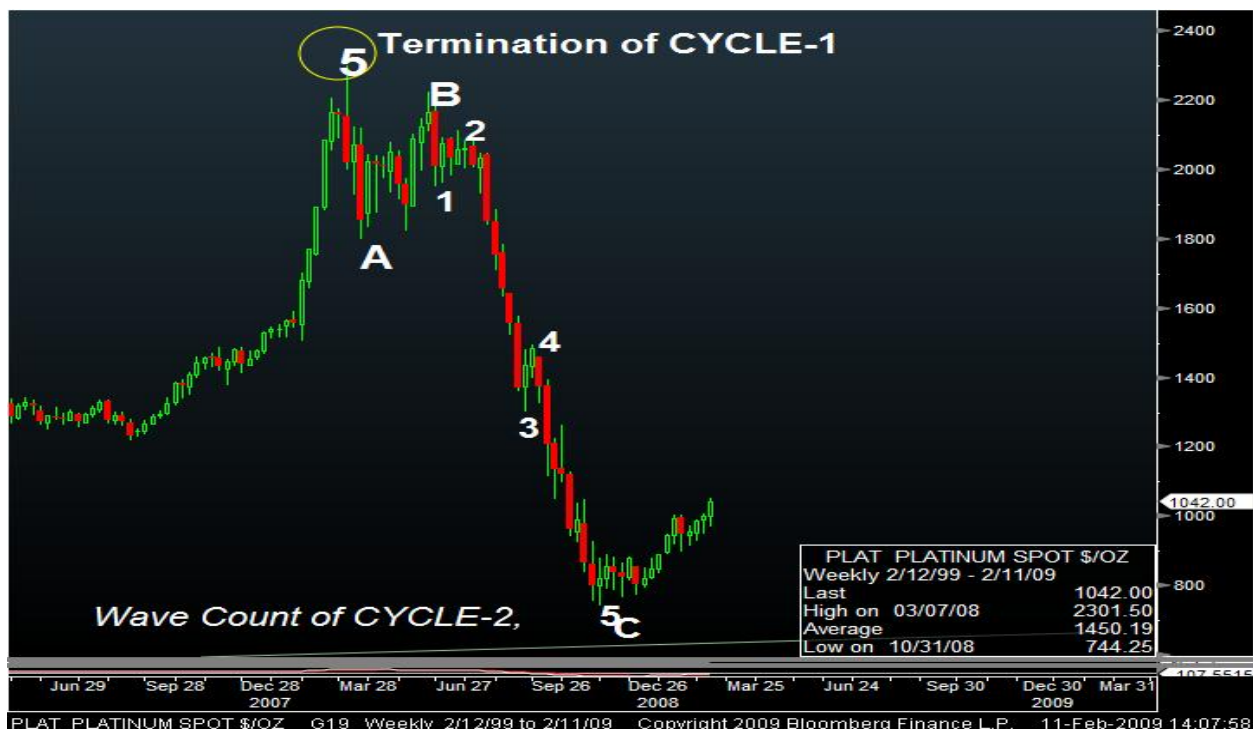 5 Termination of CYCLE-1
B
2
1
A
4
3
5
C
Wave Count of CYCLE-2,
2400
2200
2000
1800
1600
1400
1200
1042.00
1000
800
PLAT PLATINUM SPOT $/OZ
Weekly 2/12/99 - 2/11/09
Last 1042.00
High on 03/07/08 2301.50
Average 1450.19
Low on 10/31/08 744.25
Jun 29 Sep 28 Dec 28 Mar 28 Jun 27 Sep 26 Dec 26 Mar 25 Jun 24 Sep 30 Dec 30 Mar 31
2007 2008 2009
PLAT PLATINUM SPOT $/OZ G19 Weekly 2/12/99 to 2/11/09 Copyright 2009 Bloomberg Finance L.P. 11-Feb-2009 14:07:58